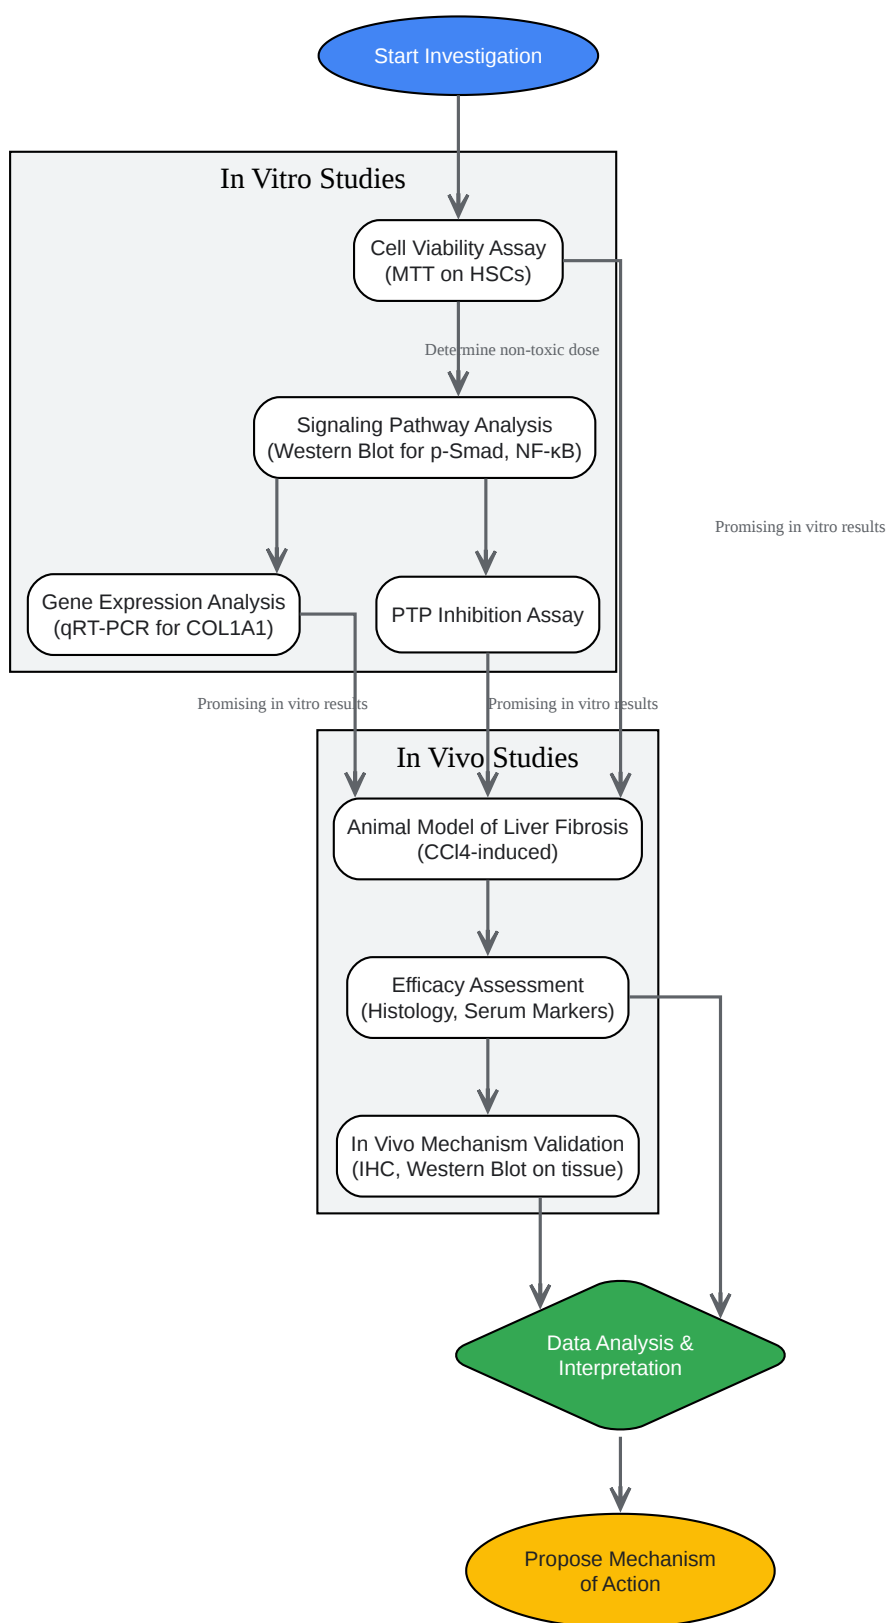 Start Investigation
In Vitro Studies
Cell Viability Assay
(MTT on HSCs)
Determine non-toxic dose
Signaling Pathway Analysis
(Western Blot for p-Smad, NF-κB)
Promising in vitro results
Gene Expression Analysis
(qRT-PCR for COL1A1)
PTP Inhibition Assay
Promising in vitro results
Promising in vitro results
In Vivo Studies
Animal Model of Liver Fibrosis
(CCl4-induced)
Efficacy Assessment
(Histology, Serum Markers)
In Vivo Mechanism Validation
(IHC, Western Blot on tissue)
Data Analysis &
Interpretation
Propose Mechanism
of Action